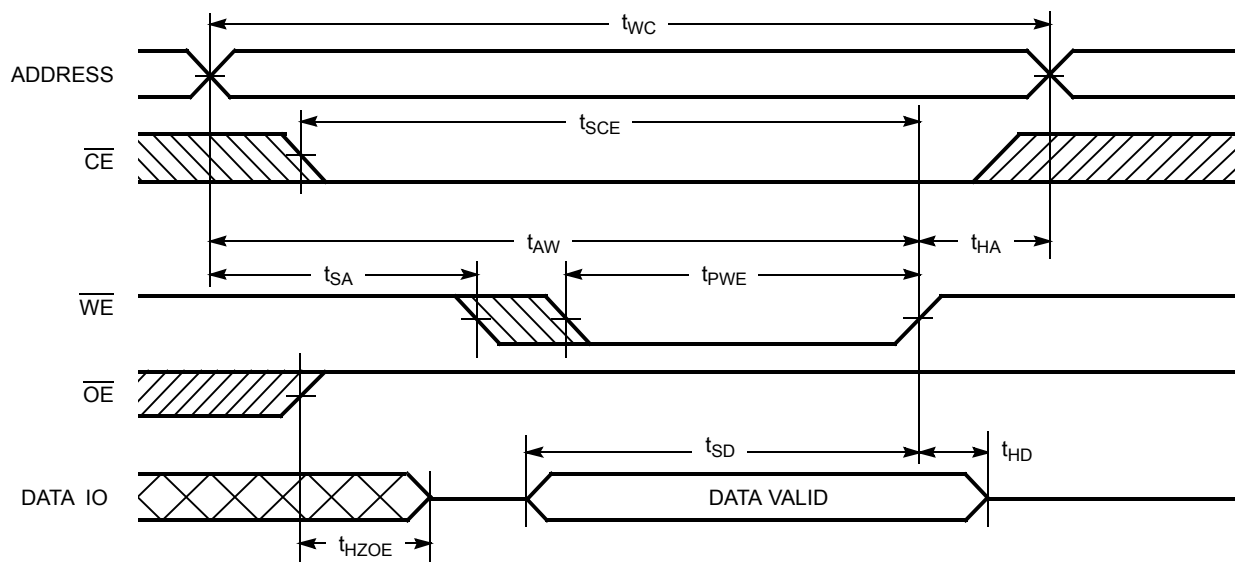 tWC
ADDRESS
tSCE
CE
tAW
tHA
tSA
tPWE
WE
OE
tSD
tHD
DATA IO
DATA VALID
tHZOE